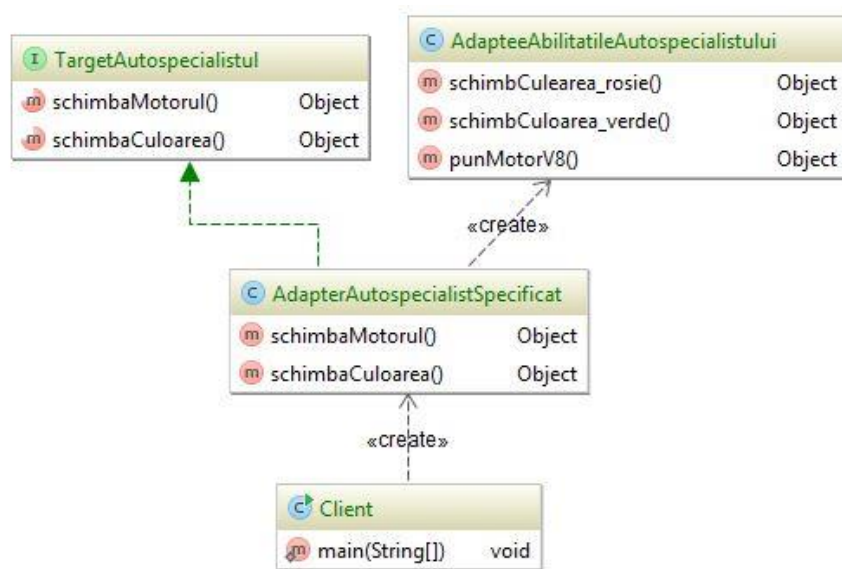 I TargetAutospecialistul
m schimbaMotorul() Object
m schimbaCuloarea() Object
C AdapteeAbilitatileAutospecialistului
m schimbCulearea_rosie() Object
m schimbCuloarea_verde() Object
m punMotorV8() Object
«create»
C AdapterAutospecialistSpecificat
m schimbaMotorul() Object
m schimbaCuloarea() Object
«create»
C Client
m main(String[]) void